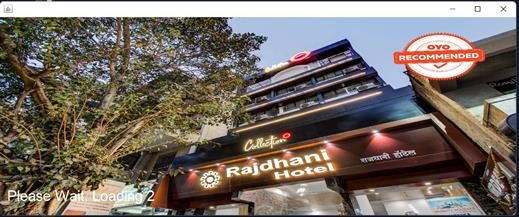 OYO
RECOMMENDED
Collection O
Rajdhani
Hotel
राजधानी हॉटेल
Please Wait. Loading 2